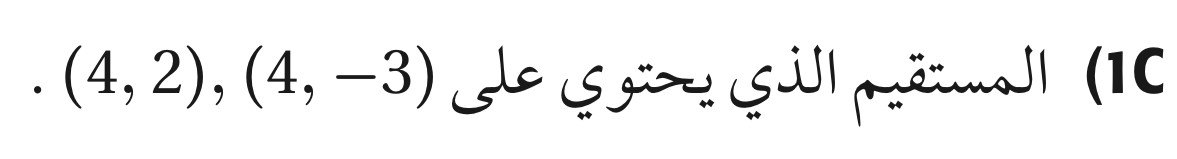 (1C المستقيم الذي يحتوي على (4, 2), (4, −3) .